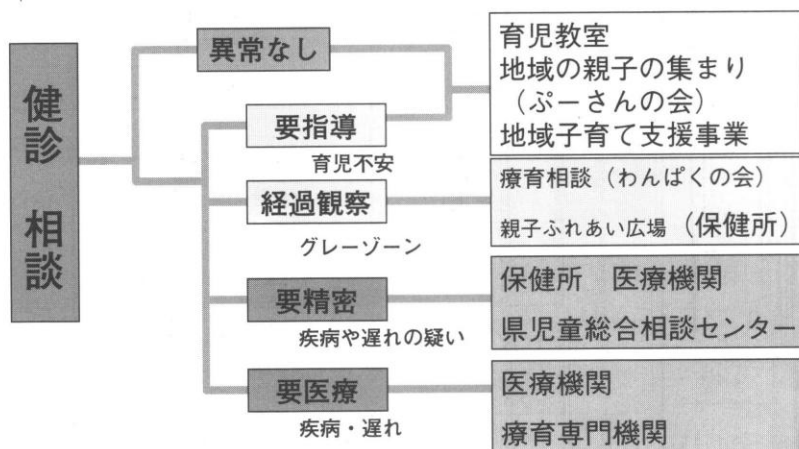 健診 相談
異常なし
育児教室
地域の親子の集まり
(ぷーさんの会)
地域子育て支援事業
要指導
育児不安
経過観察
グレーゾーン
療育相談(わんぱくの会)
親子ふれあい広場(保健所)
要精密
疾病や遅れの疑い
保健所 医療機関
県児童総合相談センター
要医療
疾病・遅れ
医療機関
療育専門機関